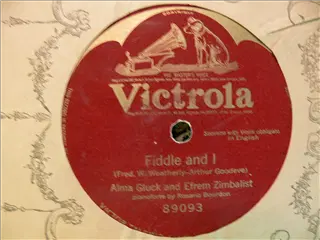 HIS MASTER'S VOICE
Victrola
Soprano with Violin obbligato
in English
Fiddle and I
(Fred. W. Weatherly-Arthur Goodeve)
Alma Gluck and Efrem Zimbalist
pianoforte by Rosario Bourdon
89093